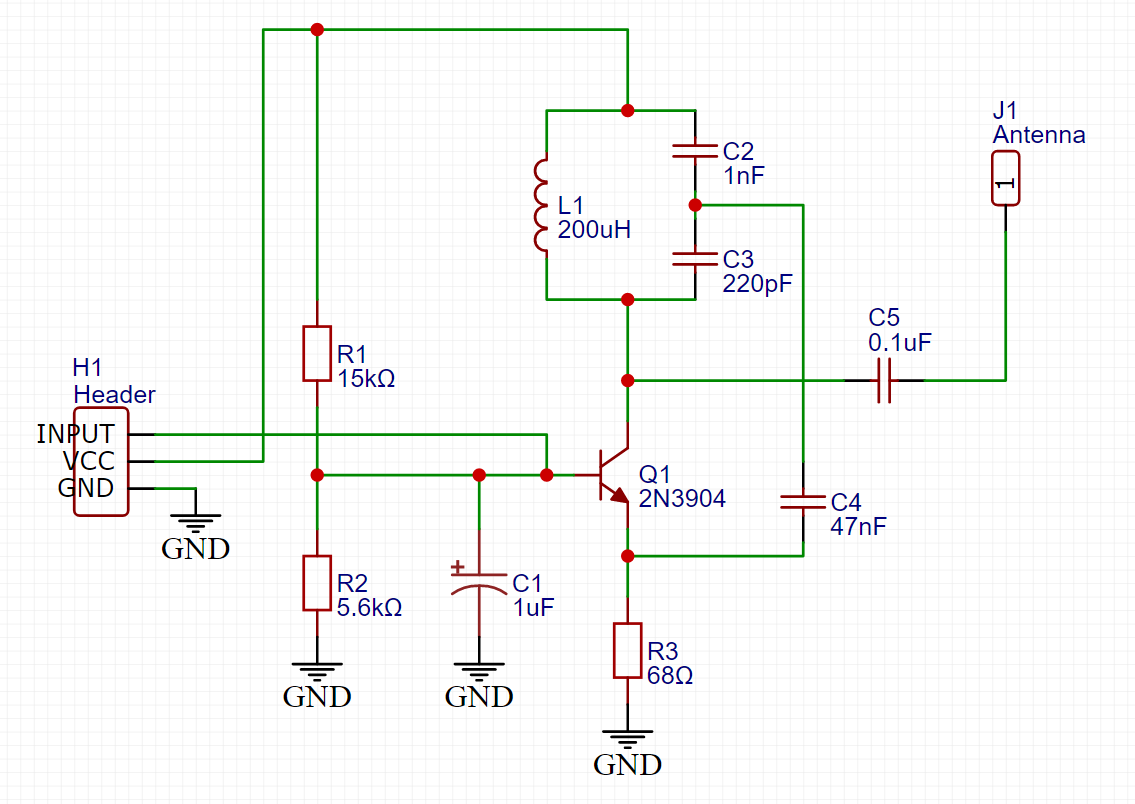 J1
Antenna
1
C2
1nF
L1
200uH
C3
220pF
C5
0.1uF
R1
15kΩ
H1
Header
INPUT
VCC
GND
GND
Q1
2N3904
C4
47nF
+
R2
5.6kΩ
C1
1uF
R3
68Ω
GND
GND
GND